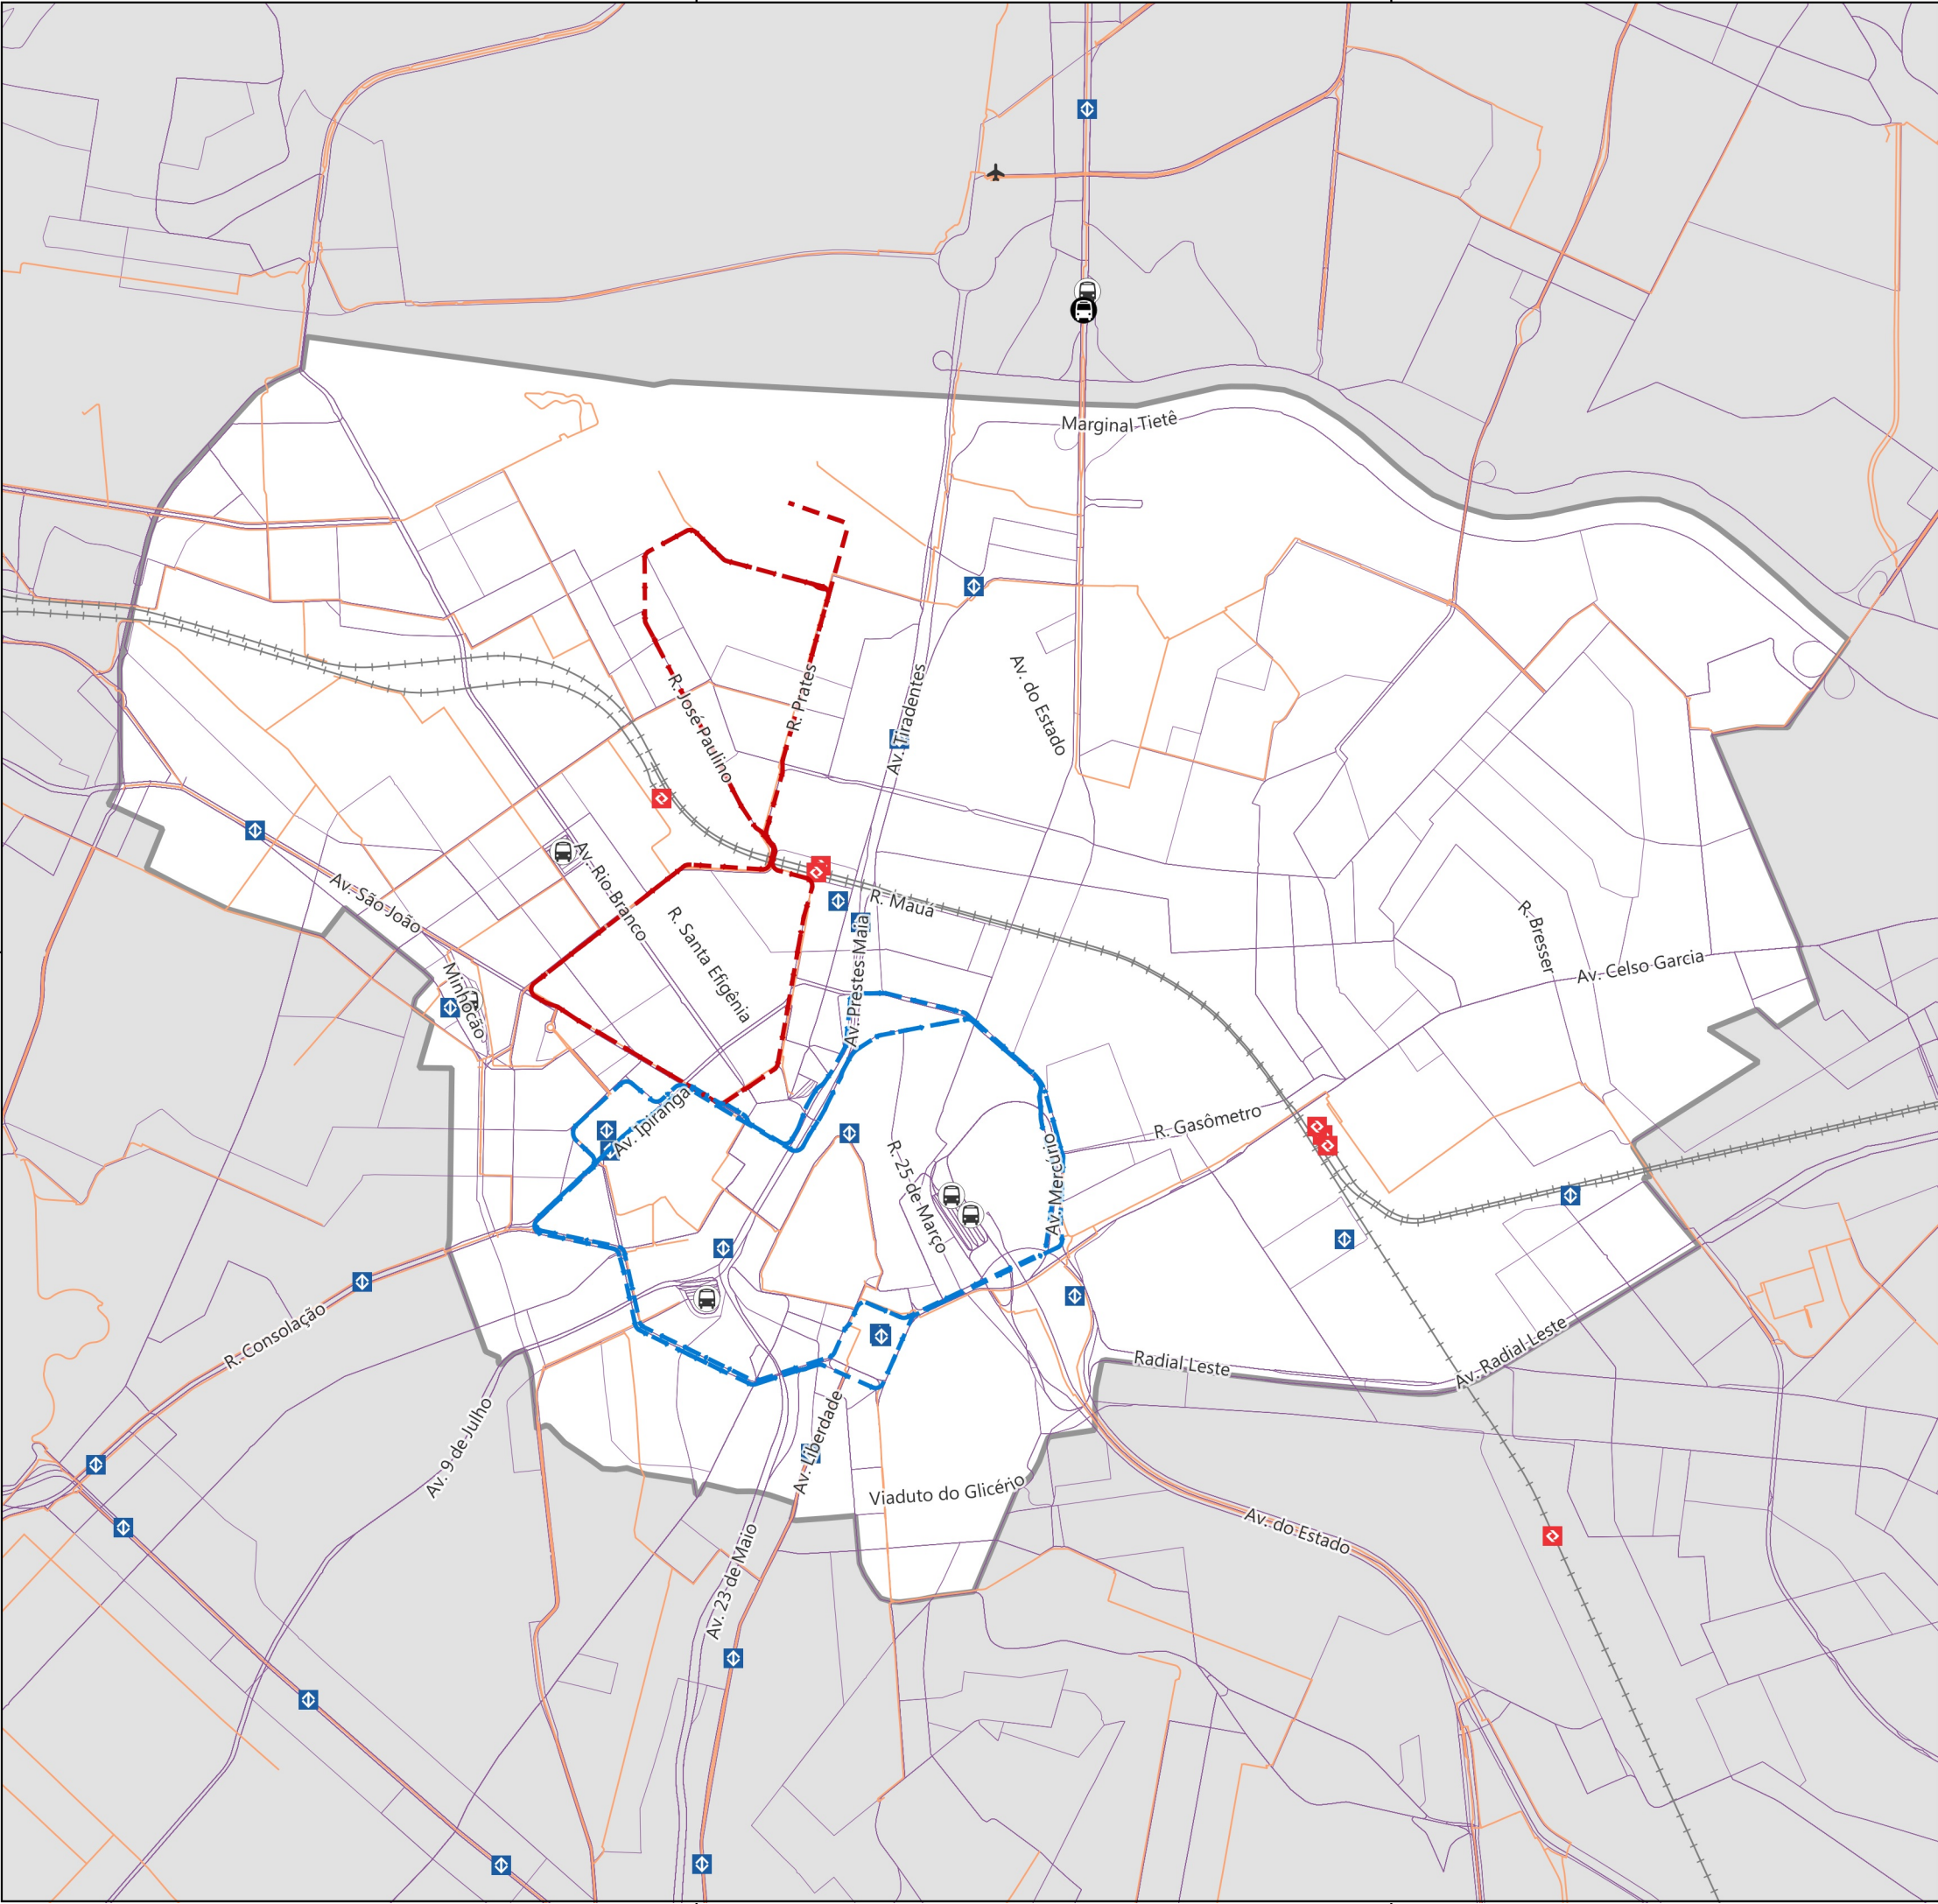 Marginal Tietê
R. José Paulino
R. Prates
Av. Tiradentes
Av. do Estado
Av. São João
Av. Rio Branco
R. Santa Efigênia
R. Mauá
Av. Prestes Maia
Minhocão
R. Bresser
Av. Celso Garcia
Av. Ipiranga
R. 25 de Março
Av. Mercúrio
R. Gasômetro
R. Consolação
Av. 9 de Julho
Av. Liberdade
Radial Leste
Av. Radial Leste
Viaduto do Glicério
Av. 23 de Maio
Av. do Estado